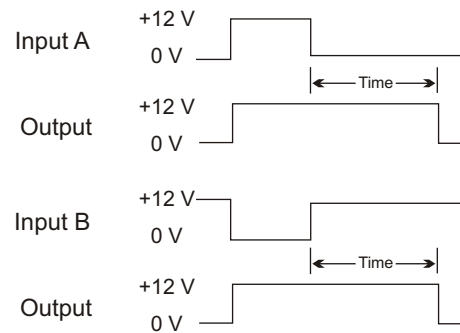 +12 V
Input A
0 V
Time
+12 V
Output
0 V
+12 V
Input B
0 V
Time
+12 V
Output
0 V